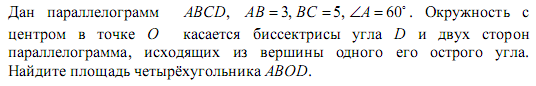 Дан параллелограмм ABCD, AB = 3, BC = 5, ∠A = 60°. Окружность с
центром в точке O касается биссектрисы угла D и двух сторон
параллелограмма, исходящих из вершины одного его острого угла.
Найдите площадь четырёхугольника ABOD.